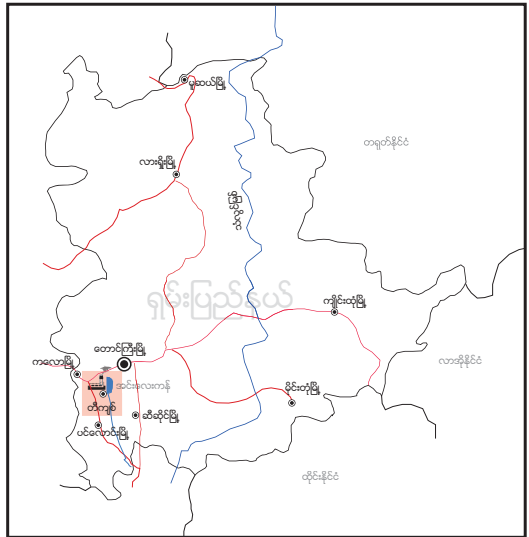 မူဆယ်မြို့
တရုတ်နိုင်ငံ
လားရှိုးမြို့
သံလွင်မြစ်
ရှမ်းပြည်နယ်
ကျိုင်းတုံမြို့
တောင်ကြီးမြို့
ကလောမြို့
လာအိုနိုင်ငံ
အင်းလေးကန်
မိုင်းတုံမြို့
တီကျစ်
ဆီဆိုင်မြို့
ပင်လောင်းမြို့
ထိုင်းနိုင်ငံ